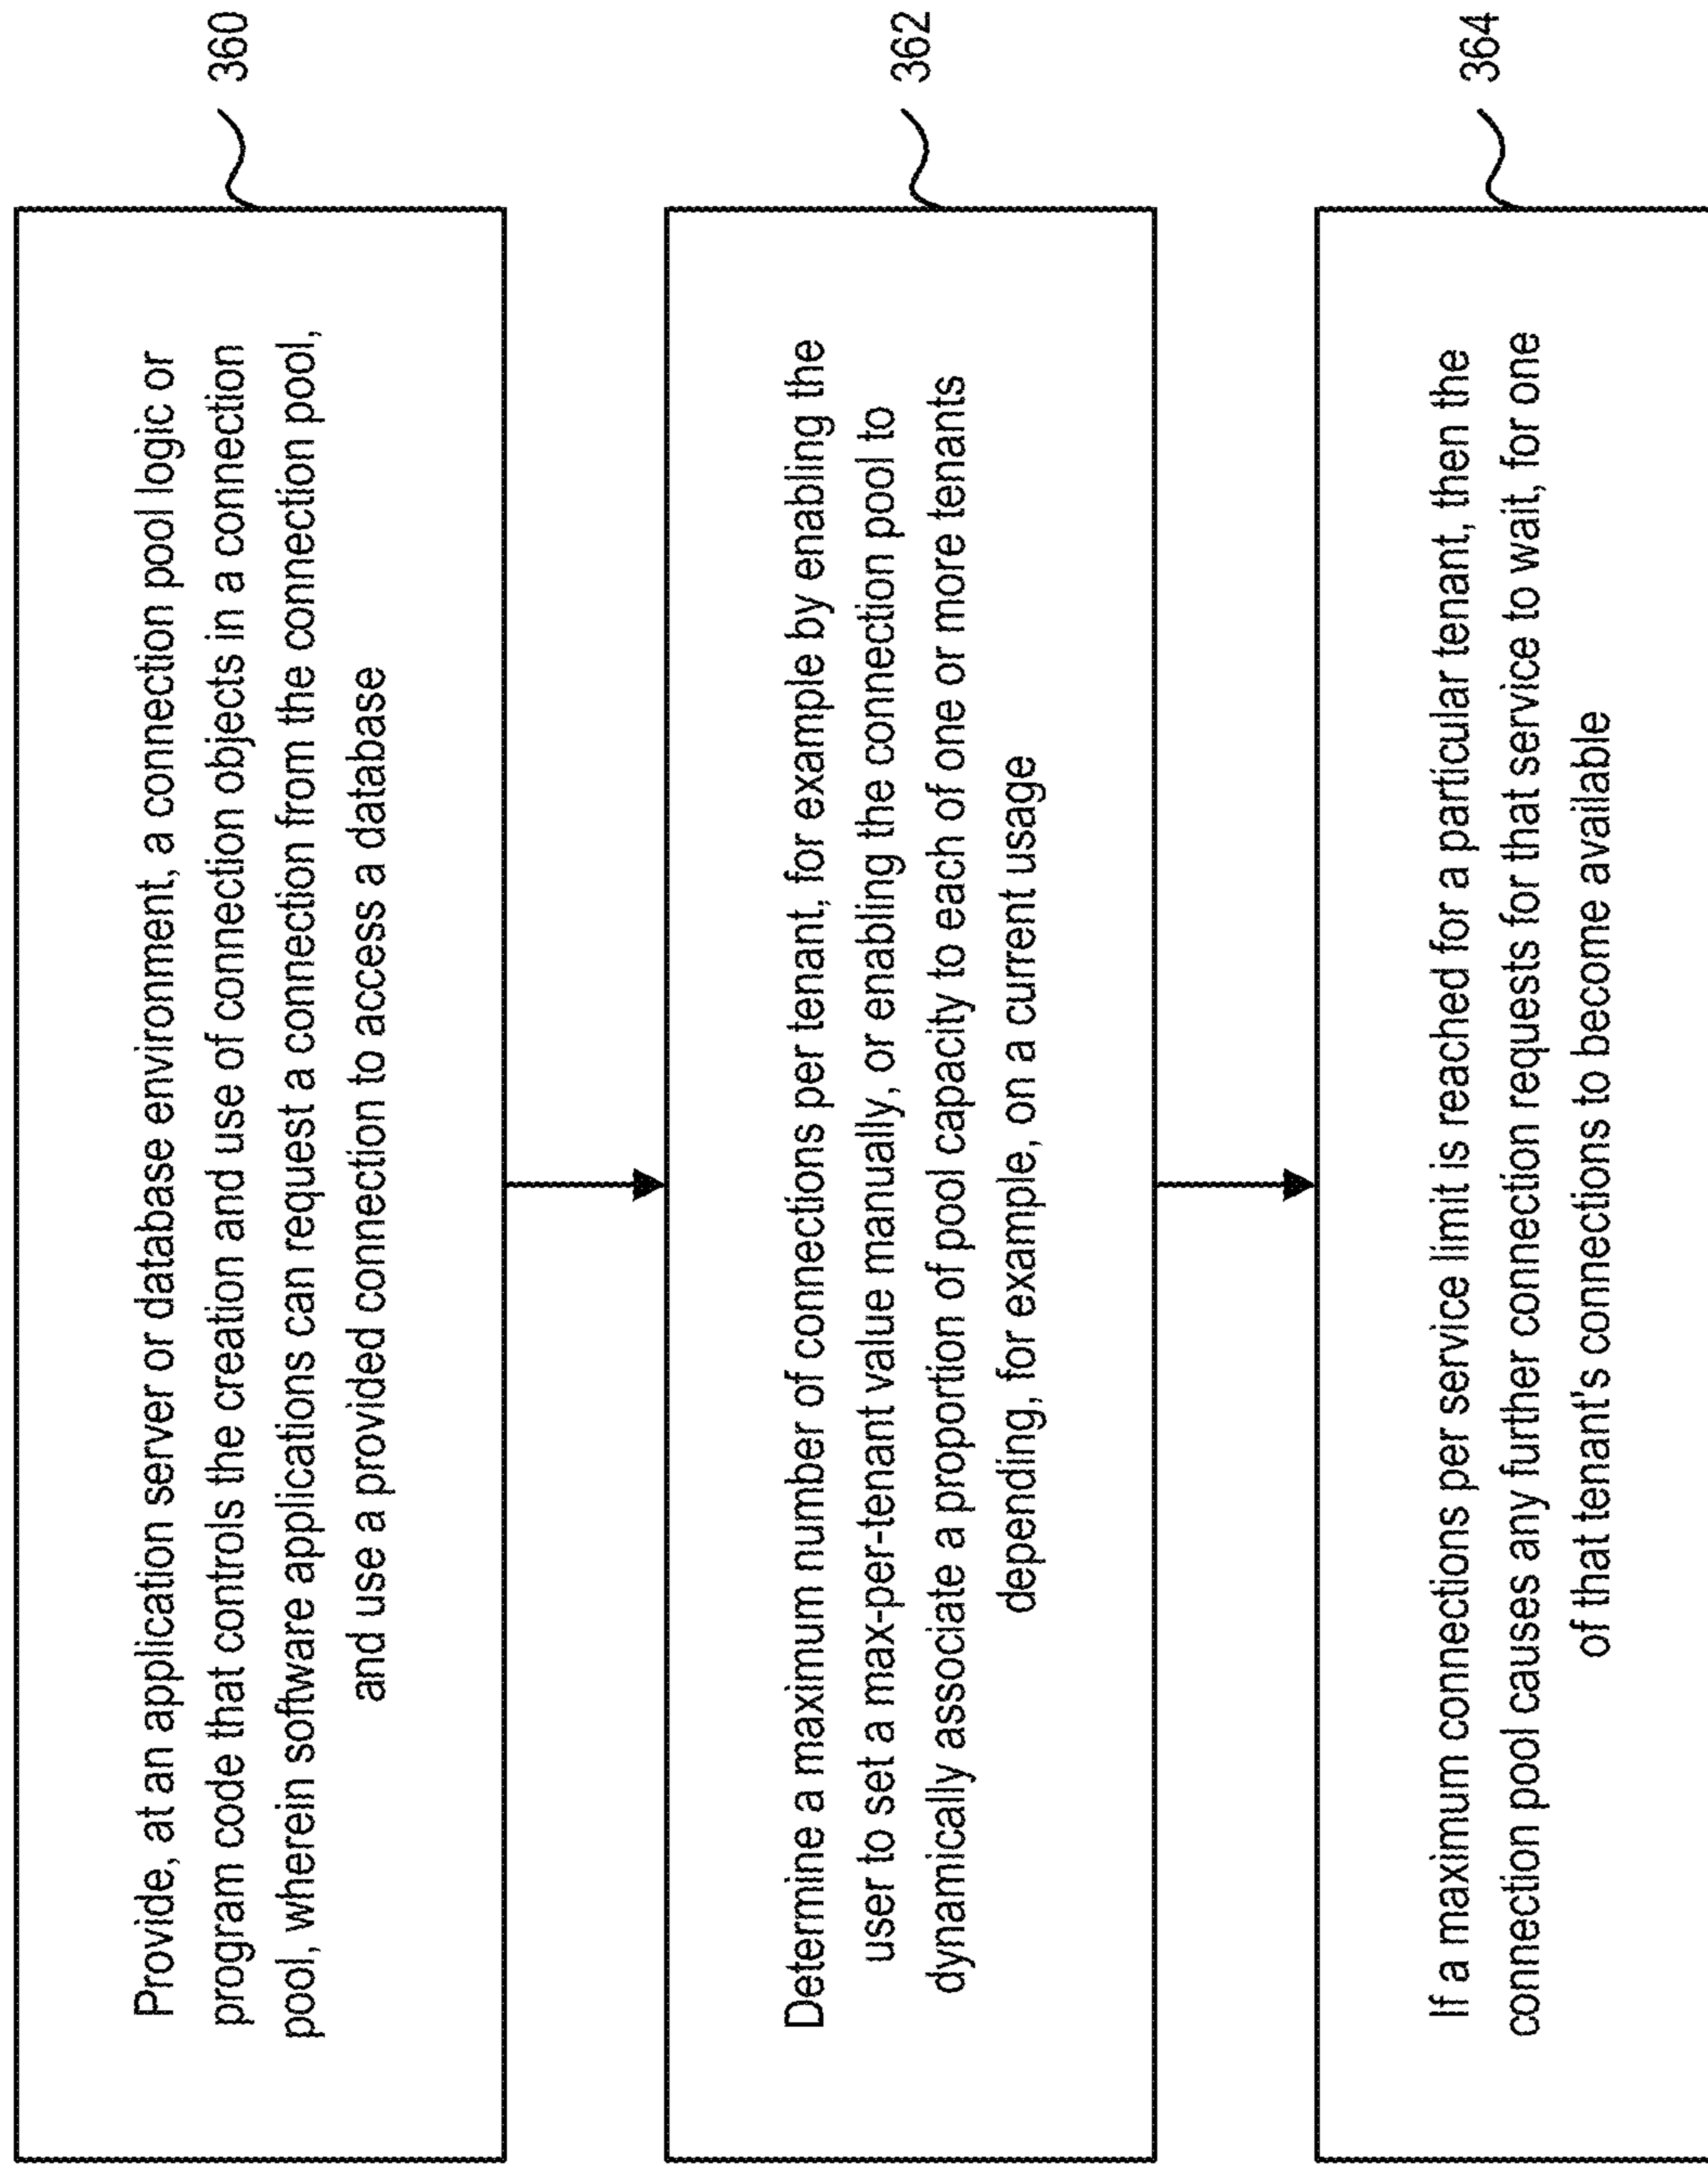 Provide, at an application server or database environment, a connection pool logic or
program code that controls the creation and use of connection objects in a connection
pool, wherein software applications can request a connection from the connection pool,
and use a provided connection to access a database
360
Determine a maximum number of connections per tenant, for example by enabling the
user to set a max-per-tenant value manually, or enabling the connection pool to
dynamically associate a proportion of pool capacity to each of one or more tenants
depending, for example, on a current usage
362
If a maximum connections per service limit is reached for a particular tenant, then the
connection pool causes any further connection requests for that service to wait, for one
of that tenant's connections to become available
364